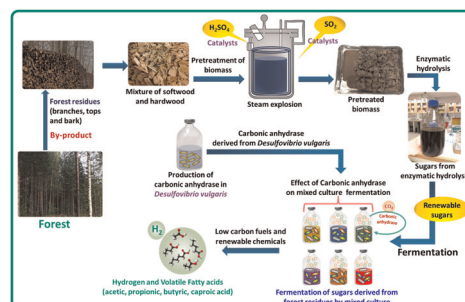 H₂SO₄
Catalysts
SO₂
Catalysts
Pretreatment of
biomass
Enzymatic
hydrolysis
Forest residues
(branches, tops
and bark)
By-product
Mixture of softwood
and hardwood
Steam explosion
Pretreated
biomass
Carbonic anhydrase
derived from Desulfovibrio vulgaris
Sugars from
enzymatic hydrolys
Production of
carbonic anhydrase in
Desulfovibrio vulgaris
Effect of Carbonic anhydrase
on mixed culture fermentation
CO₂
Carbonic
anhydrase
Renewable
sugars
Forest
H₂
Low carbon fuels and
renewable chemicals
Fermentation
Hydrogen and Volatile Fatty acids
(acetic, propionic, butyric, caproic acid)
Fermentation of sugars derived from
forest residues by mixed culture